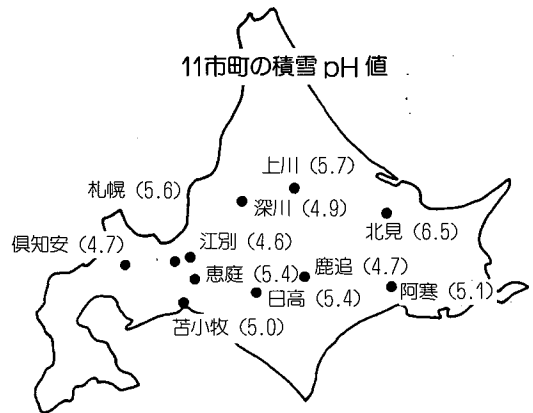 11市町の積雪pH値
上川（5.7）
札幌（5.6）
深川（4.9）
北見（6.5）
倶知安（4.7）
江別（4.6）
恵庭（5.4）
鹿追（4.7）
阿寒（5.1）
日高（5.4）
苫小牧（5.0）